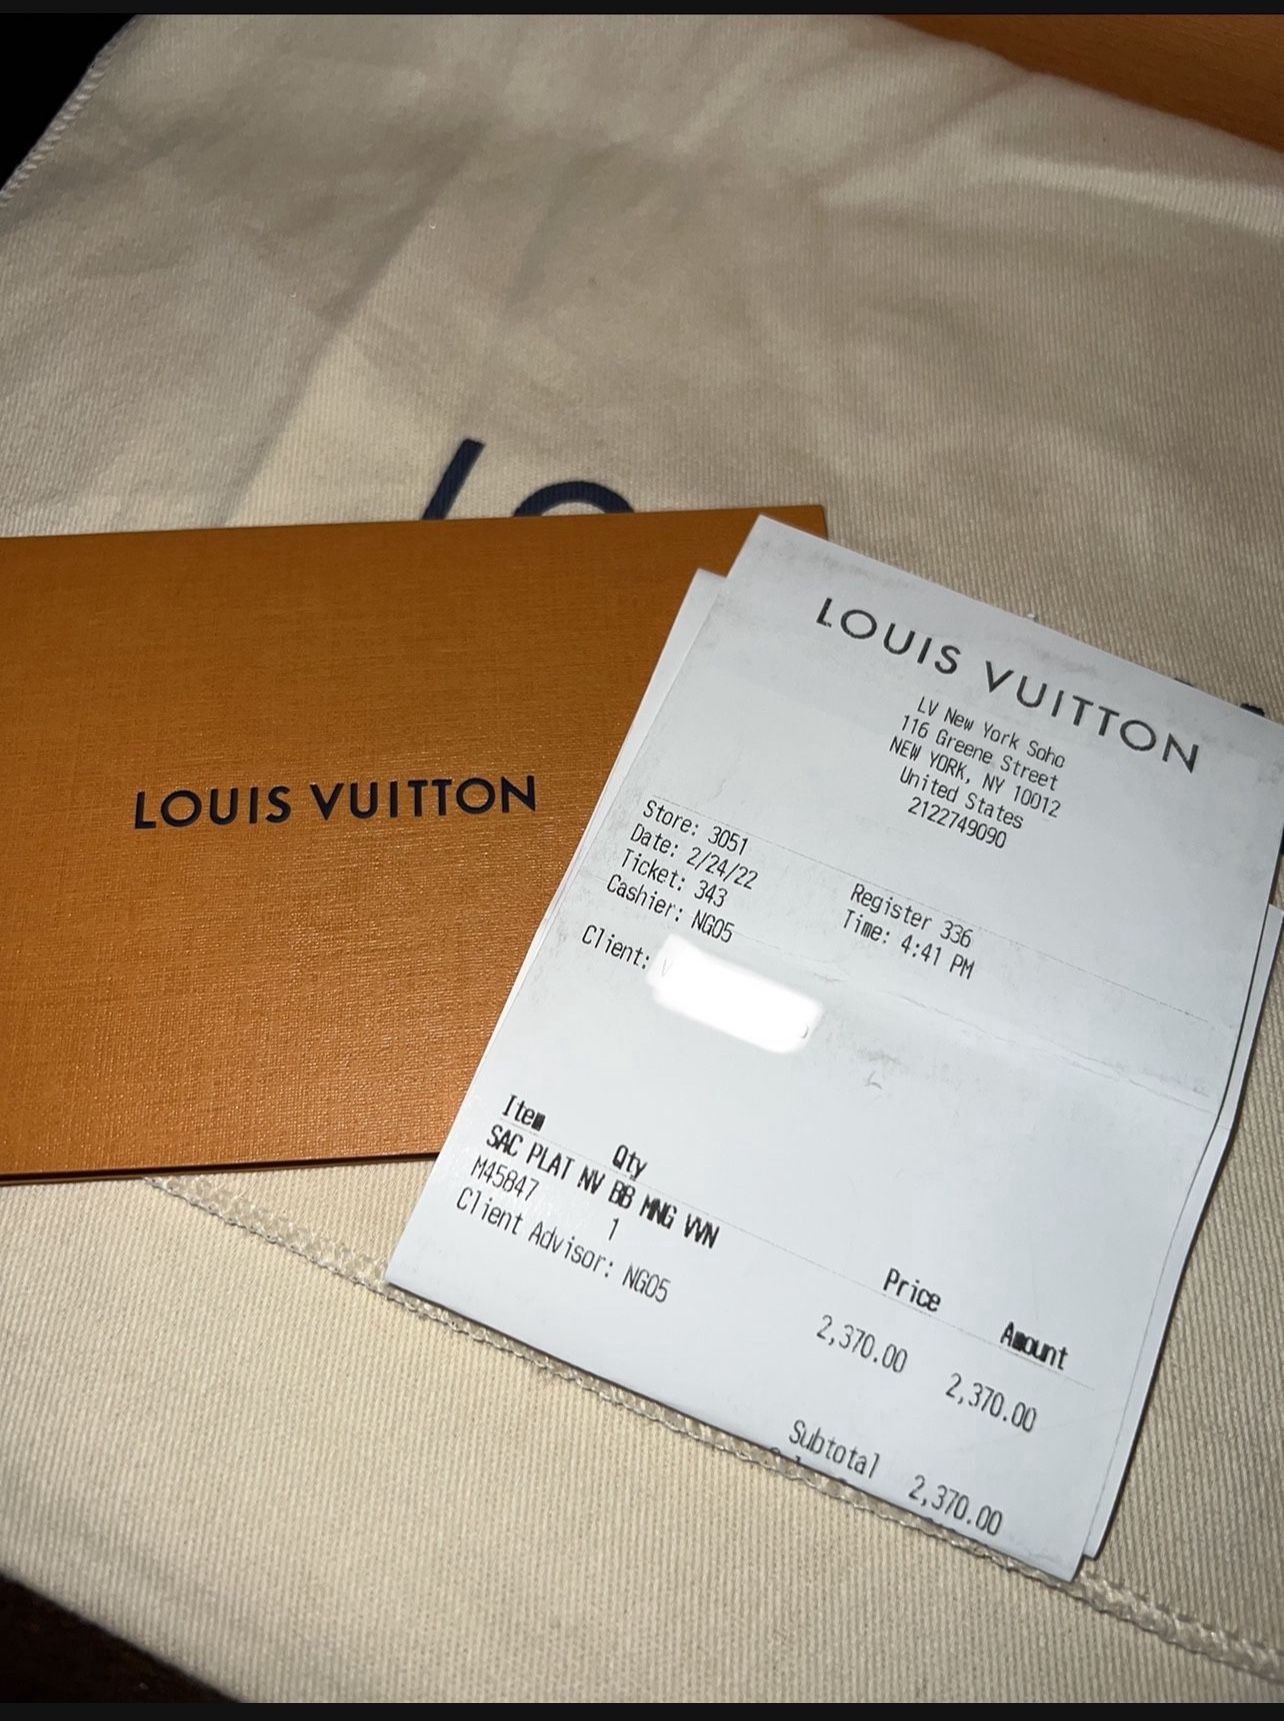 LOUIS VUITTON
LOUIS VUITTON
LV New York Soho
116 Greene Street
NEW YORK, NY 10012
United States
2122749090
Store: 3051
Date: 2/24/22 Register 336
Ticket: 343 Time: 4:41 PM
Cashier: NG05
Client:
Item Qty Price Amount
SAC PLAT NV BB MNG VVN
M45847 1 2,370.00 2,370.00
Client Advisor: NG05
Subtotal 2,370.00